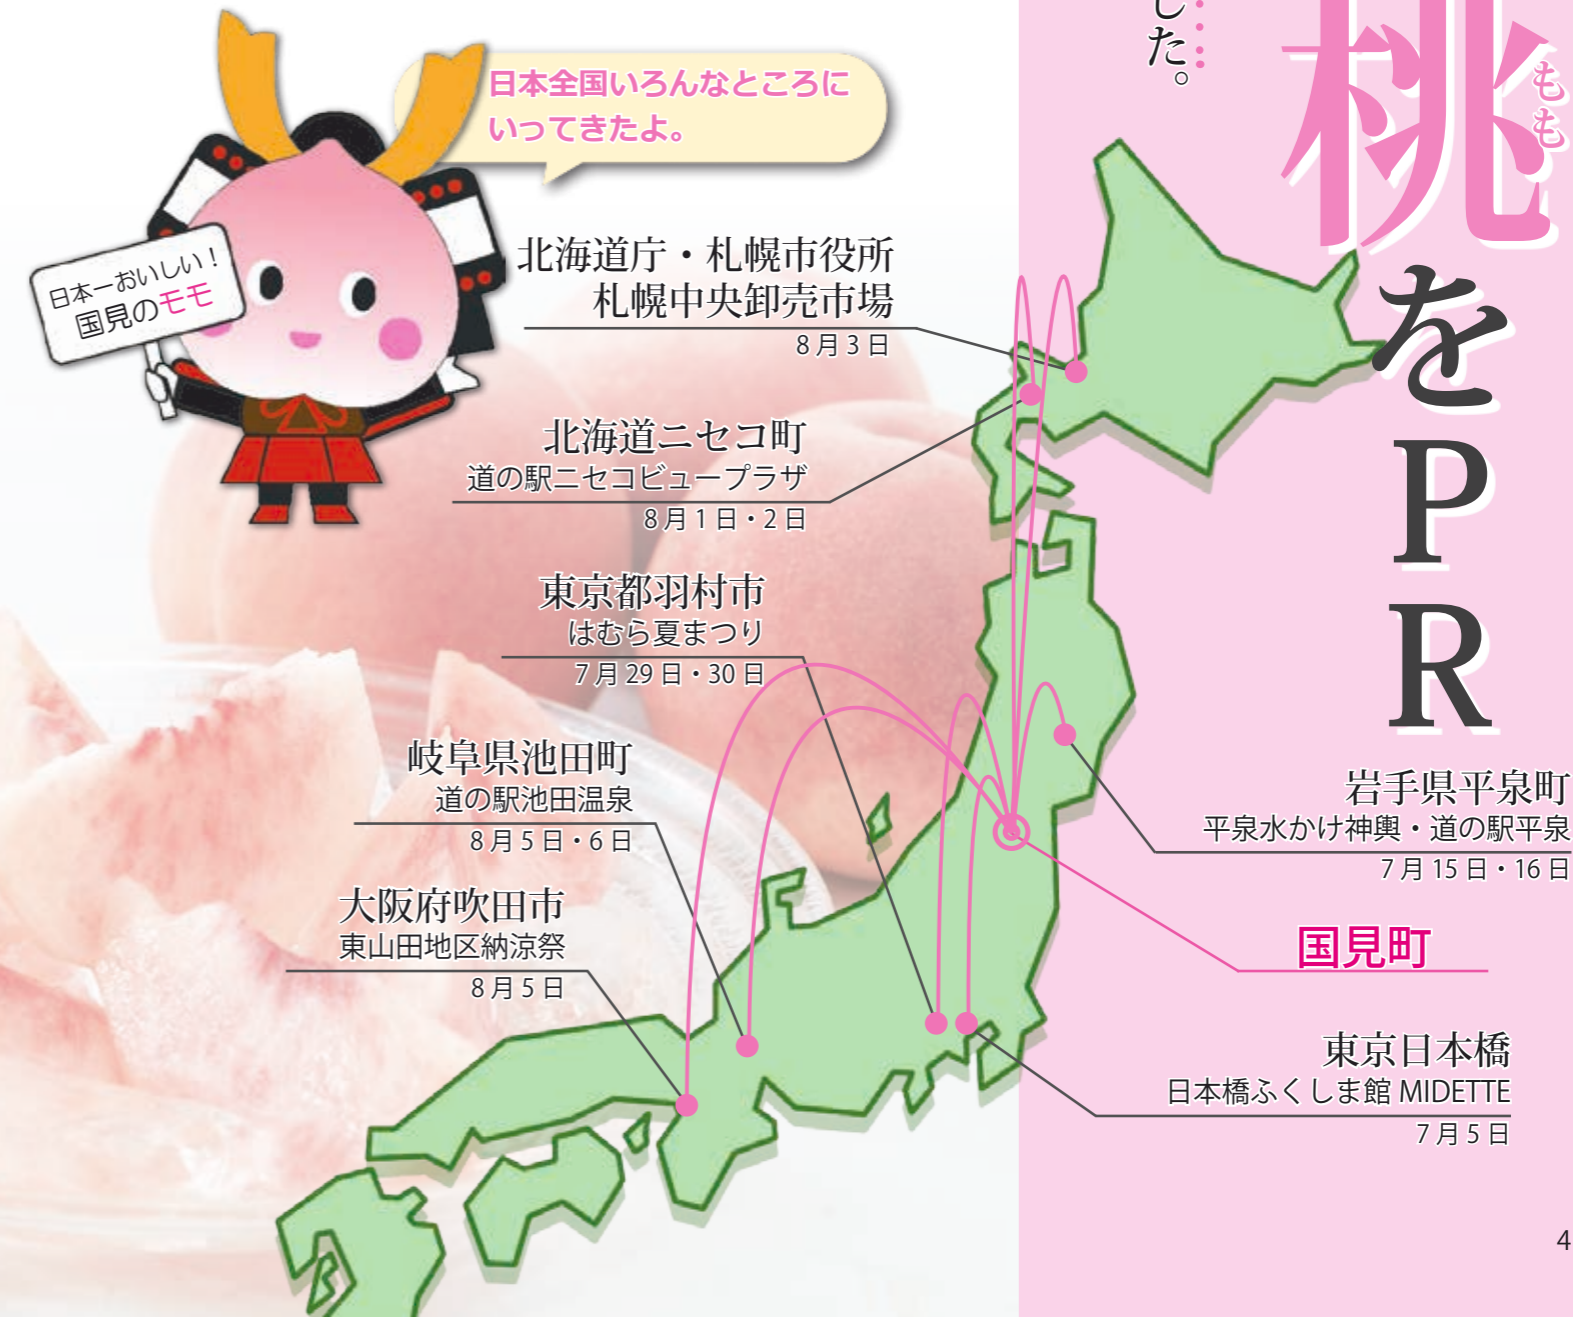 桃をPR
もも
した。
日本全国いろんなところに
いってきたよ。
日本一おいしい！
国見のモモ
北海道庁・札幌市役所
札幌中央卸売市場
8月3日
北海道ニセコ町
道の駅ニセコビュープラザ
8月1日・2日
東京都羽村市
はむら夏まつり
7月29日・30日
岐阜県池田町
道の駅池田温泉
8月5日・6日
大阪府吹田市
東山田地区納涼祭
8月5日
岩手県平泉町
平泉水かけ神輿・道の駅平泉
7月15日・16日
国見町
東京日本橋
日本橋ふくしま館 MIDETTE
7月5日
4